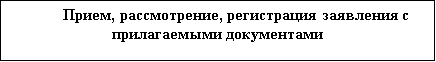 Прием, рассмотрение, регистрация заявления с
прилагаемыми документами